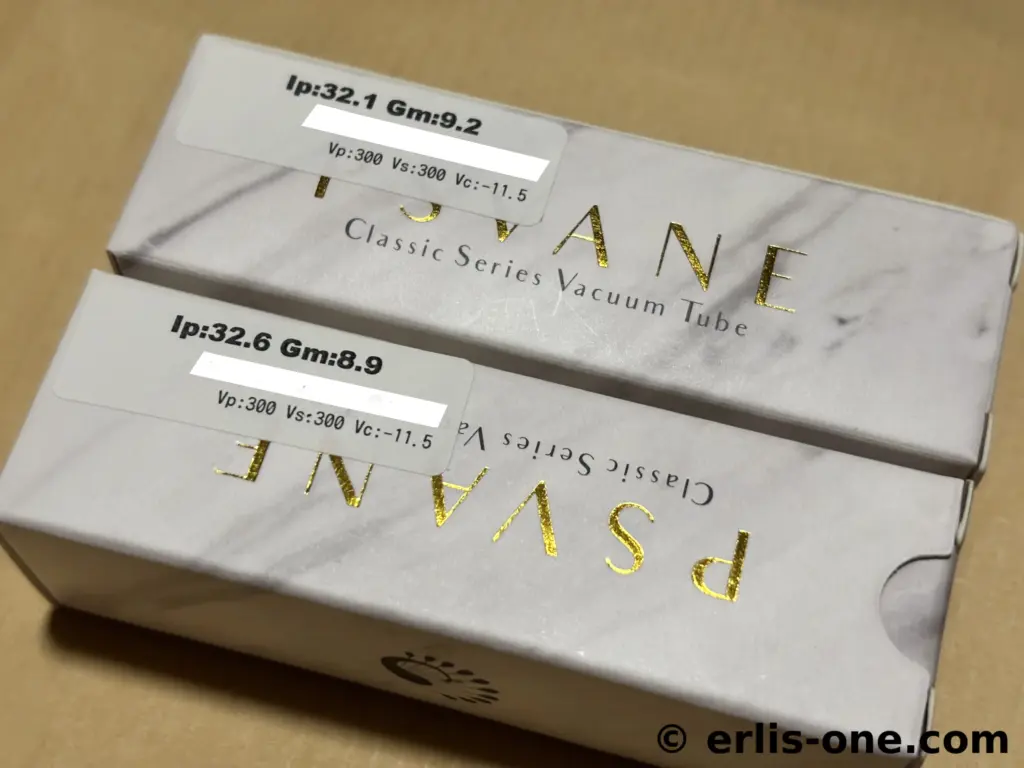 Ip:32.1 Gm:9.2
Vp:300 Vs:300 Vc:-11.5
PSVANE
Classic Series Vacuum Tube
Ip:32.6 Gm:8.9
Vp:300 Vs:300 Vc:-11.5
Classic Series Va
PSVANE
© erlis-one.com